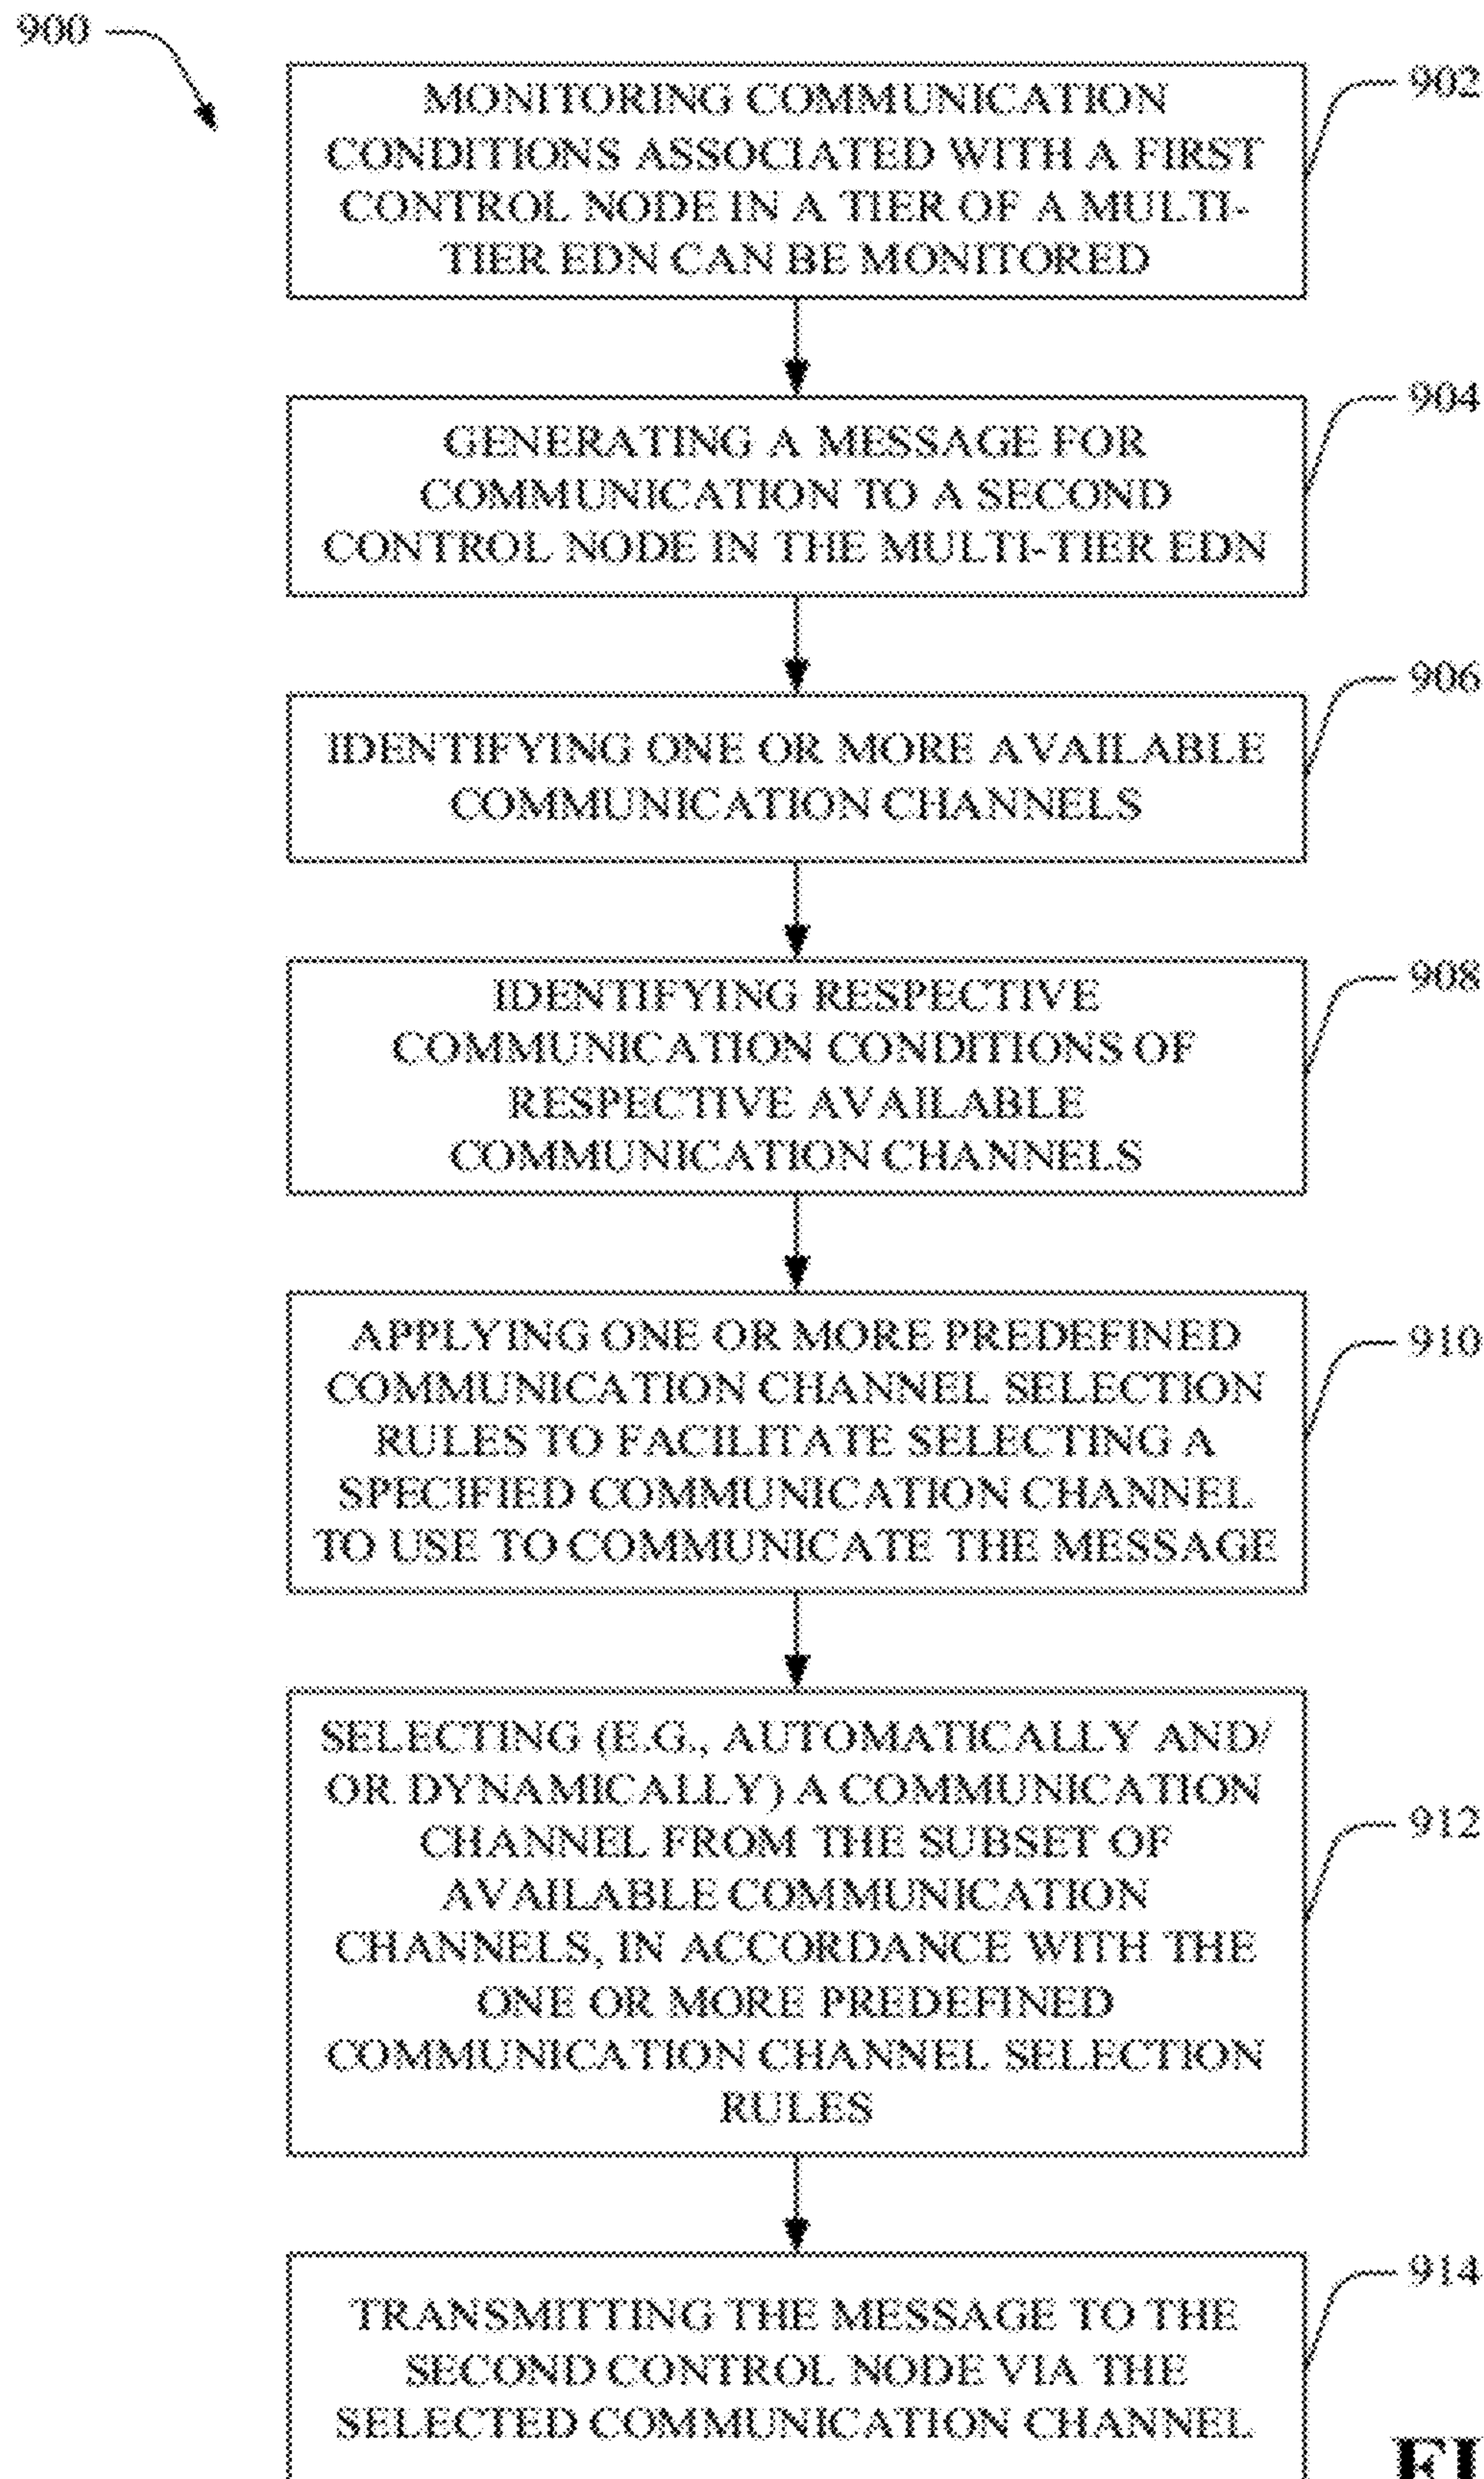 900
902
MONITORING COMMUNICATION
CONDITIONS ASSOCIATED WITH A FIRST
CONTROL NODE IN A TIER OF A MULTI-
TIER EDN CAN BE MONITORED
904
GENERATING A MESSAGE FOR
COMMUNICATION TO A SECOND
CONTROL NODE IN THE MULTI-TIER EDN
906
IDENTIFYING ONE OR MORE AVAILABLE
COMMUNICATION CHANNELS
908
IDENTIFYING RESPECTIVE
COMMUNICATION CONDITIONS OF
RESPECTIVE AVAILABLE
COMMUNICATION CHANNELS
910
APPLYING ONE OR MORE PREDEFINED
COMMUNICATION CHANNEL SELECTION
RULES TO FACILITATE SELECTING A
SPECIFIED COMMUNICATION CHANNEL
TO USE TO COMMUNICATE THE MESSAGE
SELECTING (E.G., AUTOMATICALLY AND/
OR DYNAMICALLY) A COMMUNICATION
912
CHANNEL FROM THE SUBSET OF
AVAILABLE COMMUNICATION
CHANNELS, IN ACCORDANCE WITH THE
ONE OR MORE PREDEFINED
COMMUNICATION CHANNEL SELECTION
RULES
914
TRANSMITTING THE MESSAGE TO THE
SECOND CONTROL NODE VIA THE
SELECTED COMMUNICATION CHANNEL